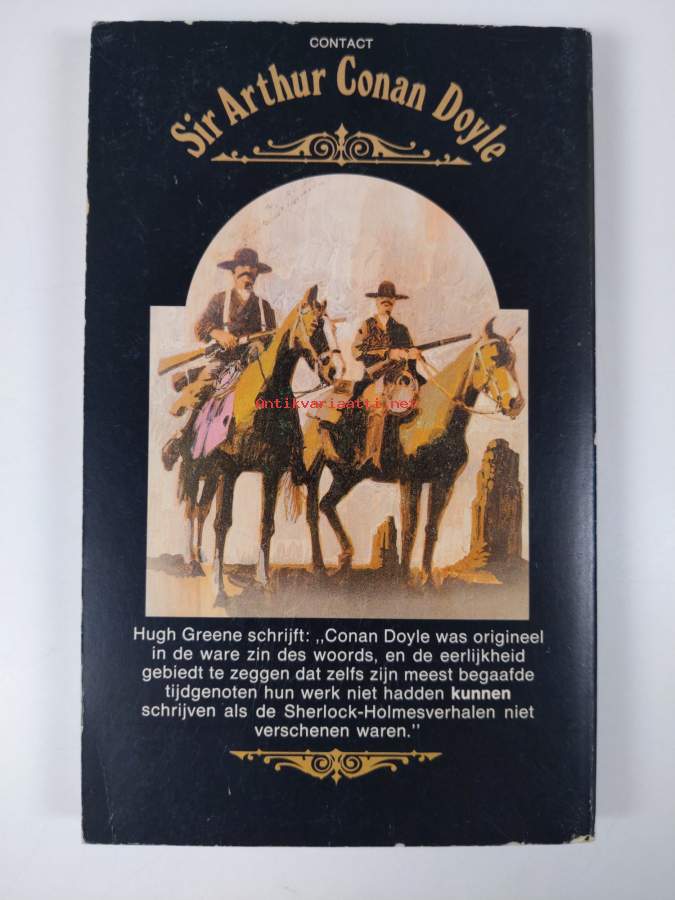 CONTACT
Sir Arthur Conan Doyle
Antikvariaatti.net
Hugh Greene schrijft: ,,Conan Doyle was origineel
in de ware zin des woords, en de eerlijkheid
gebiedt te zeggen dat zelfs zijn meest begaafde
tijdgenoten hun werk niet hadden kunnen
schrijven als de Sherlock-Holmesverhalen niet
verschenen waren.''